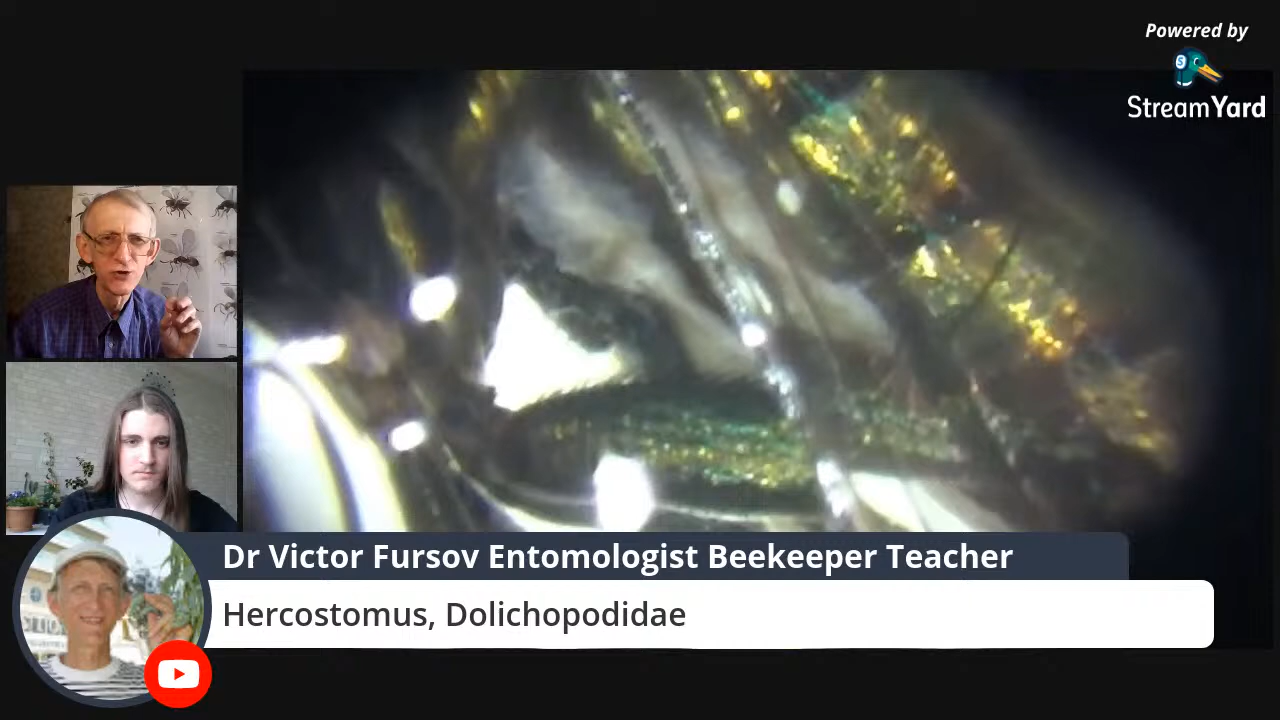 Powered by
StreamYard
Dr Victor Fursov Entomologist Beekeeper Teacher
Hercostomus, Dolichopodidae